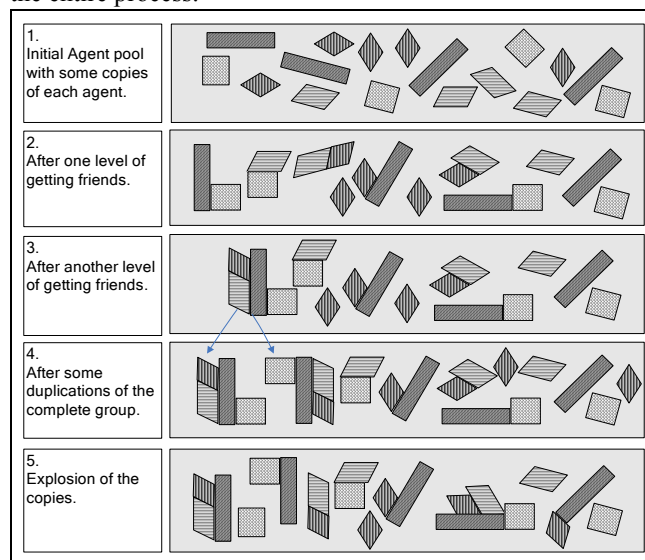 the entire process.
1.
Initial Agent pool
with some copies
of each agent.
2.
After one level of
getting friends.
3.
After another level
of getting friends.
4.
After some
duplications of the
complete group.
5.
Explosion of the
copies.